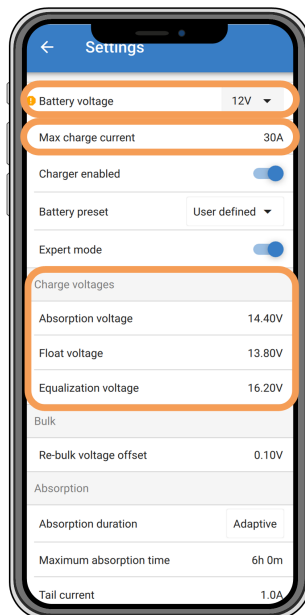 Settings
Battery voltage 12V
Max charge current 30A
Charger enabled
Battery preset User defined
Expert mode
Charge voltages
Absorption voltage 14.40V
Float voltage 13.80V
Equalization voltage 16.20V
Bulk
Re-bulk voltage offset 0.10V
Absorption
Absorption duration Adaptive
Maximum absorption time 6h 0m
Tail current 1.0A